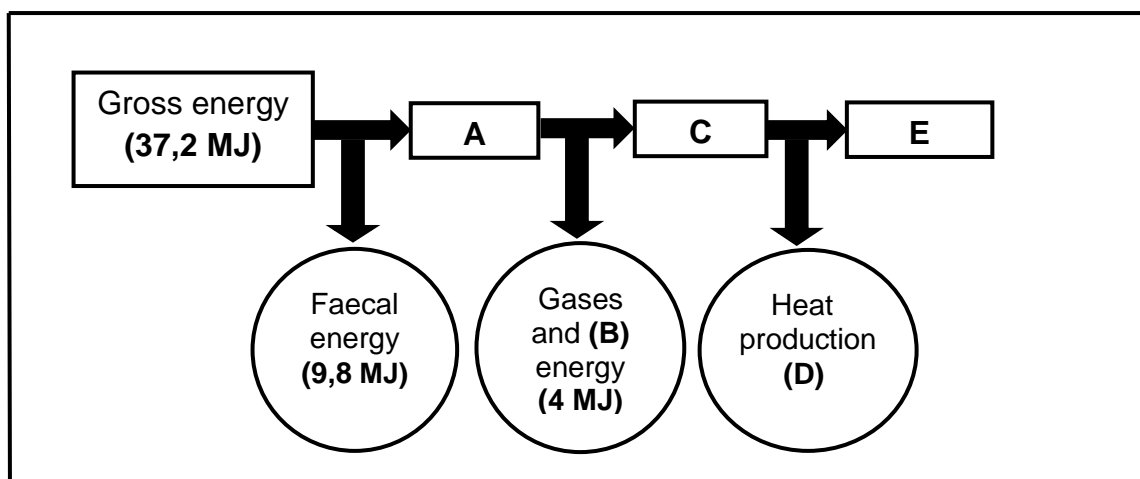 Gross energy
(37,2 MJ)
A
C
E
Faecal
energy
(9,8 MJ)
Gases
and (B)
energy
(4 MJ)
Heat
production
(D)